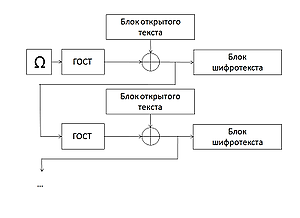 Блок открытого
текста
Ω
ГОСТ
Блок
шифротекста
Блок открытого
текста
ГОСТ
Блок
шифротекста
...